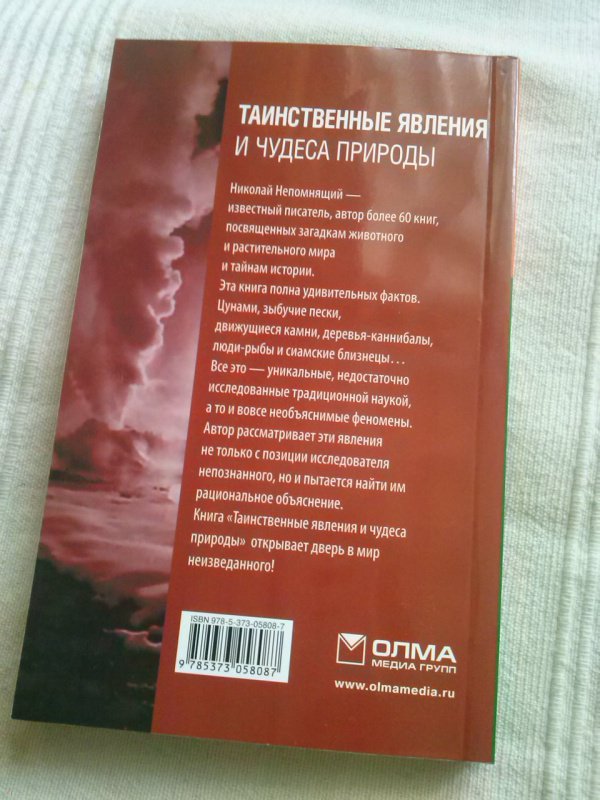 ТАИНСТВЕННЫЕ ЯВЛЕНИЯ
И ЧУДЕСА ПРИРОДЫ
Николай Непомнящий —
известный писатель, автор более 60 книг,
посвященных загадкам животного
и растительного мира
и тайнам истории.
Эта книга полна удивительных фактов.
Цунами, зыбучие пески,
движущиеся камни, деревья-каннибалы,
люди-рыбы и сиамские близнецы...
Все это — уникальные, недостаточно
исследованные традиционной наукой,
а то и вовсе необъяснимые феномены.
Автор рассматривает эти явления
не только с позиции исследователя
непознанного, но и пытается найти им
рациональное объяснение.
Книга «Таинственные явления и чудеса
природы» открывает дверь в мир
неизведанного!
ISBN 978-5-373-05808-7
9 785373 058087
ОЛМА
МЕДИА ГРУПП
www.olmamedia.ru